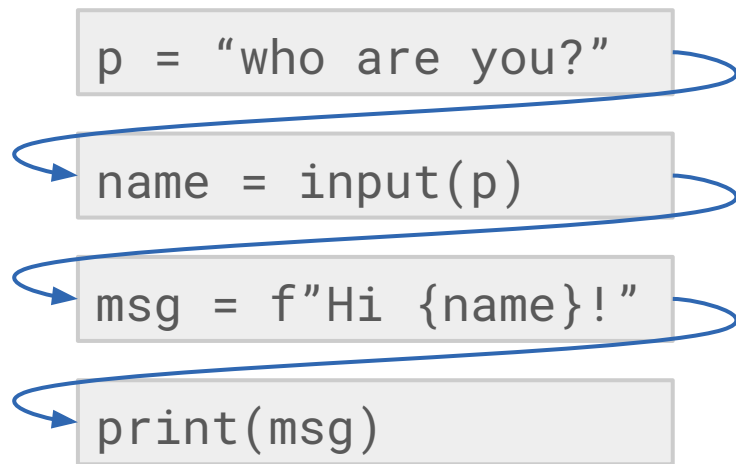 p = “who are you?”
name = input(p)
msg = f”Hi {name}!”
print(msg)